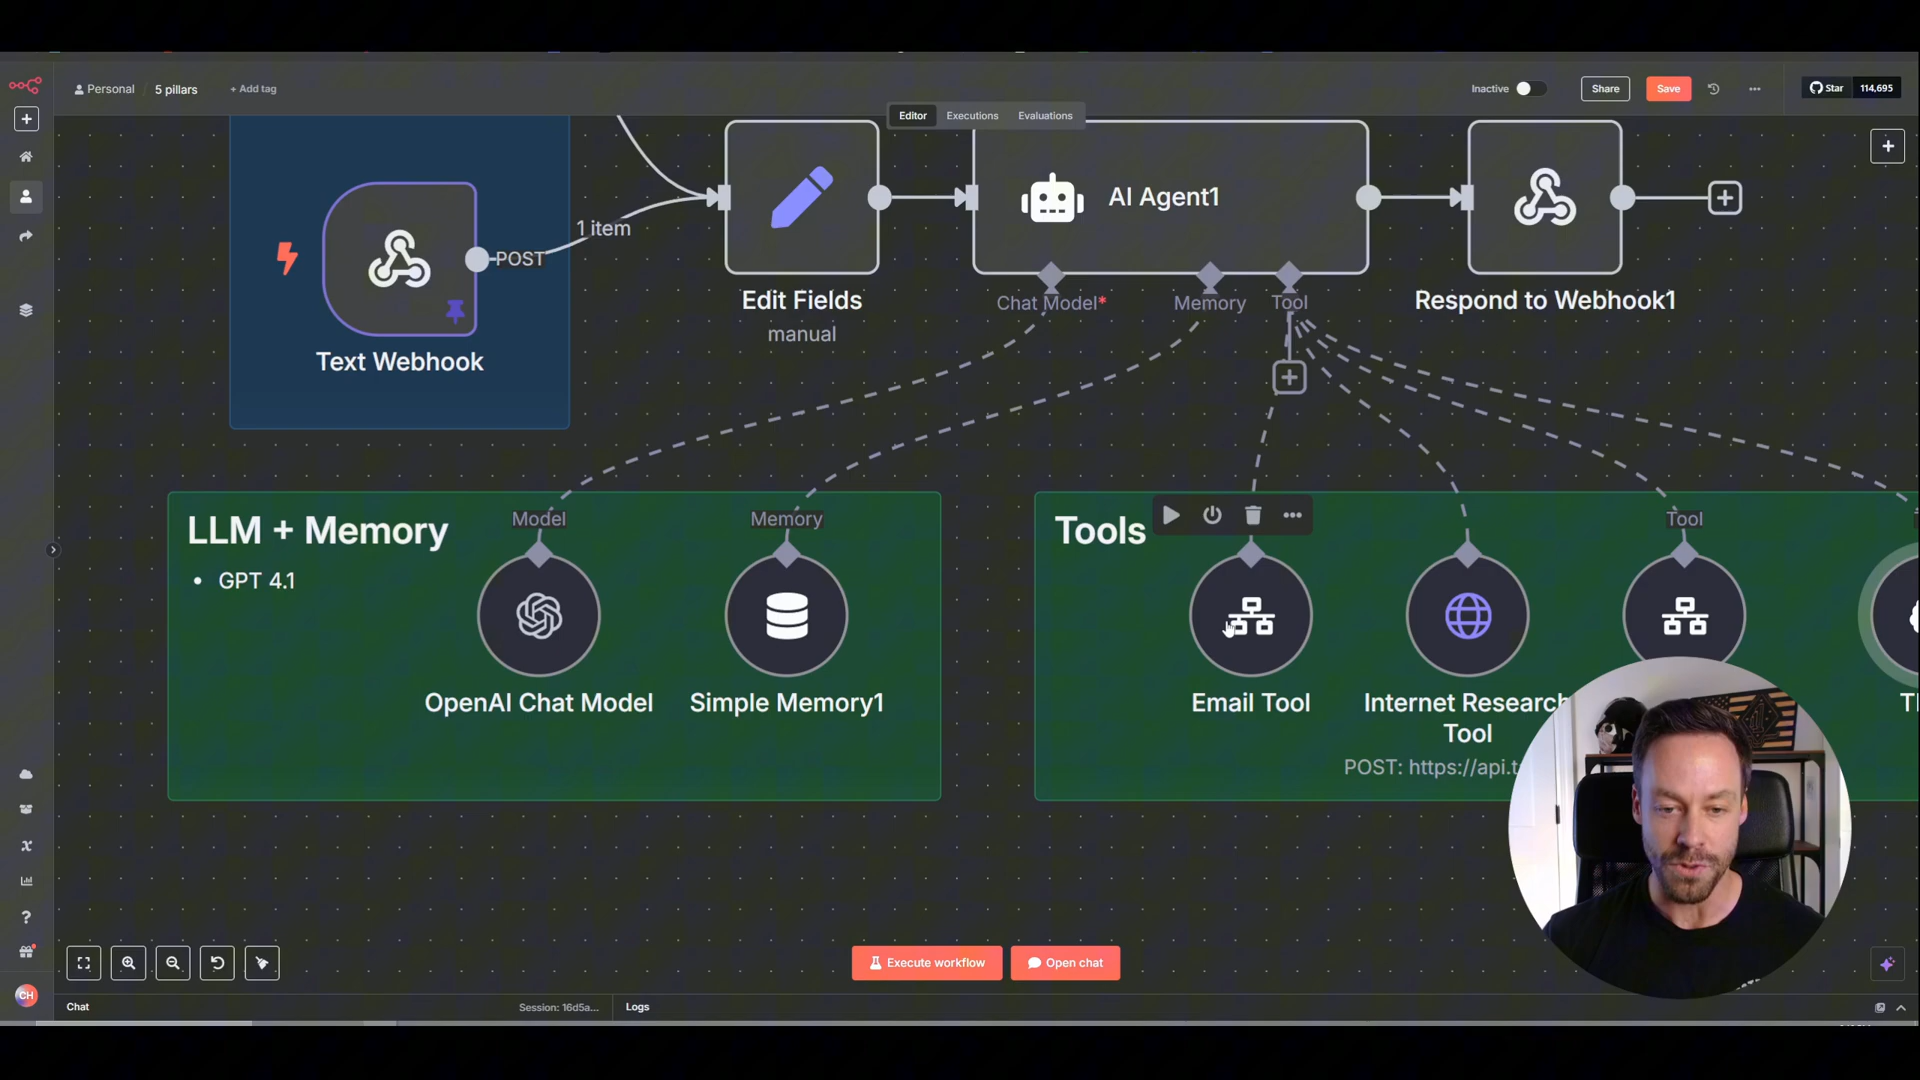 Personal / 5 pillars + Add tag
Inactive
Share
Save
Star 114,695
Editor Executions Evaluations
AI Agent1
1 item
POST
Edit Fields
manual
Chat Model*
Memory
Tool
Respond to Webhook1
Text Webhook
LLM + Memory
GPT 4.1
Model
Memory
Tools
Tool
OpenAI Chat Model
Simple Memory1
Email Tool
Internet Research
Tool
POST: https://api.t
Execute workflow
Open chat
CH
Chat
Session: 16d5a...
Logs